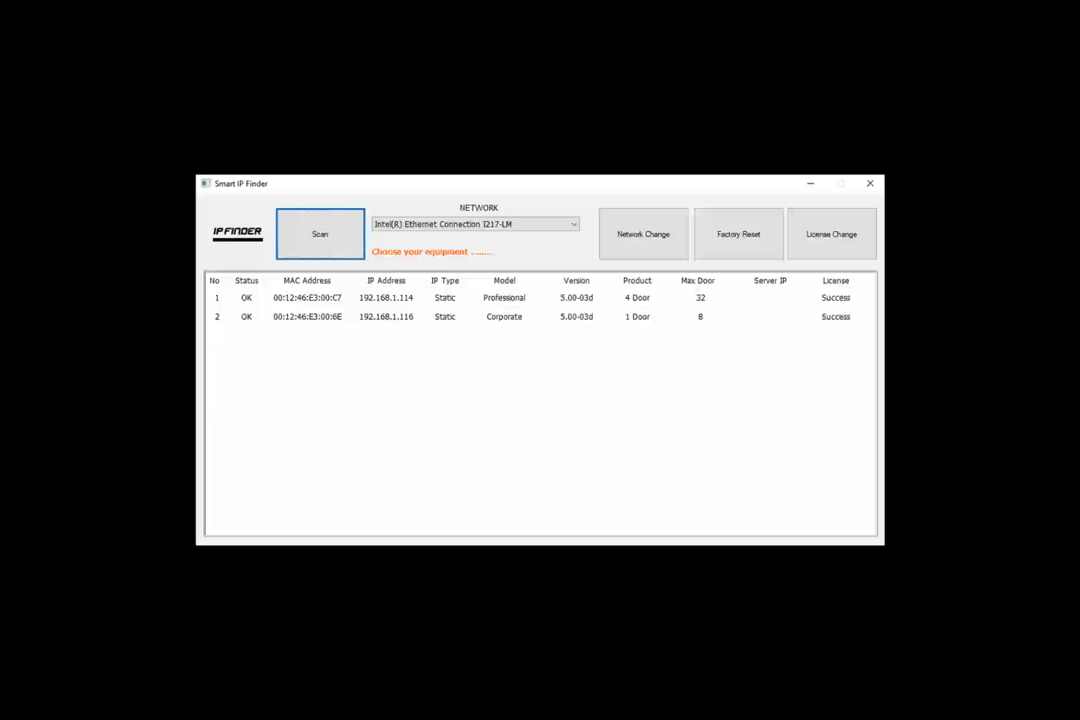 Smart IP Finder
IP FINDER
Scan
NETWORK
Intel(R) Ethernet Connection I217-LM
Choose your equipment ........
Network Change
Factory Reset
License Change
No Status MAC Address IP Address IP Type Model Version Product Max Door Server IP License
1 OK 00:12:46:E3:00:C7 192.168.1.114 Static Professional 5.00-03d 4 Door 32 Success
2 OK 00:12:46:E3:00:6E 192.168.1.116 Static Corporate 5.00-03d 1 Door 8 Success